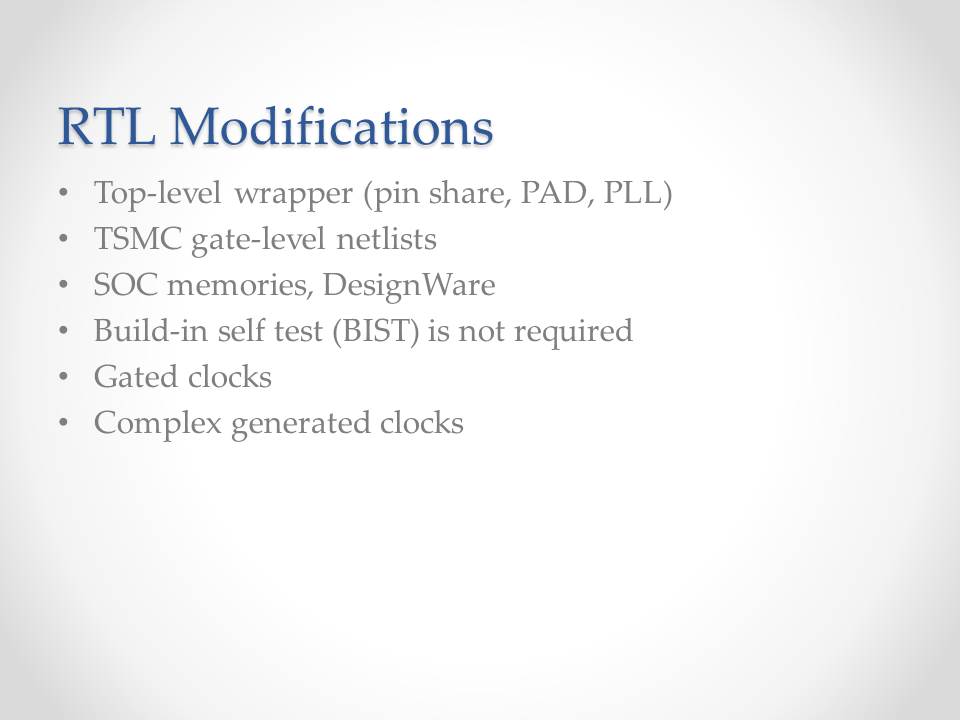 RTL Modifications
• Top-level wrapper (pin share, PAD, PLL)
• TSMC gate-level netlists
• SOC memories, DesignWare
• Build-in self test (BIST) is not required
• Gated clocks
• Complex generated clocks